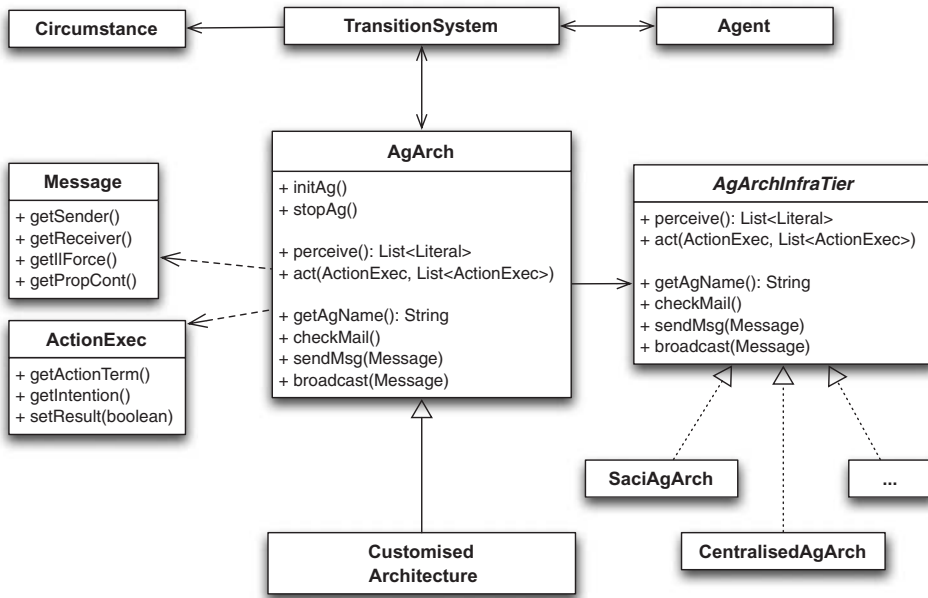 Circumstance
TransitionSystem
Agent
AgArch
+ initAg()
+ stopAg()
+ perceive(): List<Literal>
+ act(ActionExec, List<ActionExec>)
+ getAgName(): String
+ checkMail()
+ sendMsg(Message)
+ broadcast(Message)
Message
+ getSender()
+ getReceiver()
+ getIlForce()
+ getPropCont()
ActionExec
+ getActionTerm()
+ getIntention()
+ setResult(boolean)
AgArchInfraTier
+ perceive(): List<Literal>
+ act(ActionExec, List<ActionExec>)
+ getAgName(): String
+ checkMail()
+ sendMsg(Message)
+ broadcast(Message)
SaciAgArch
...
CentralisedAgArch
Customised
Architecture